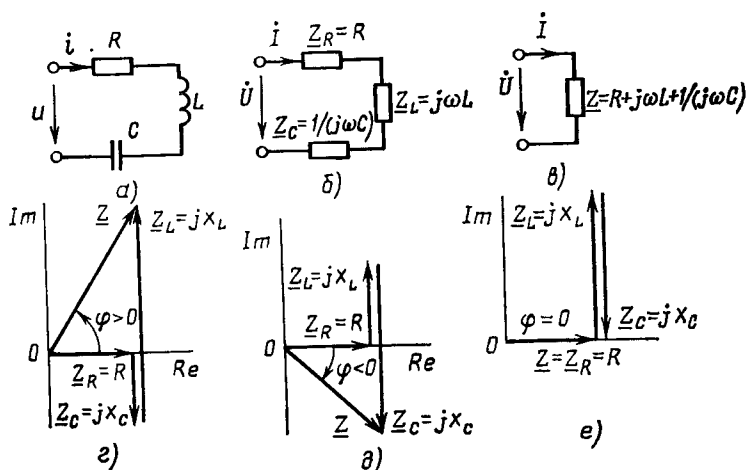 i
R
u
L
C
а)
İ
Z_R=R
U̇
Z_L=jωL
Z_C=1/(jωC)
б)
İ
U̇
Z=R+jωL+1/(jωC)
в)
Im
Z
Z_L=jx_L
φ>0
0
Z_R=R
Re
Z_C=jx_C
г)
Im
Z_L=jx_L
Z_R=R
0
φ<0
Re
Z
Z_C=jx_C
д)
Im
Z_L=jx_L
φ=0
Z_C=jx_C
0
Z=Z_R=R
е)